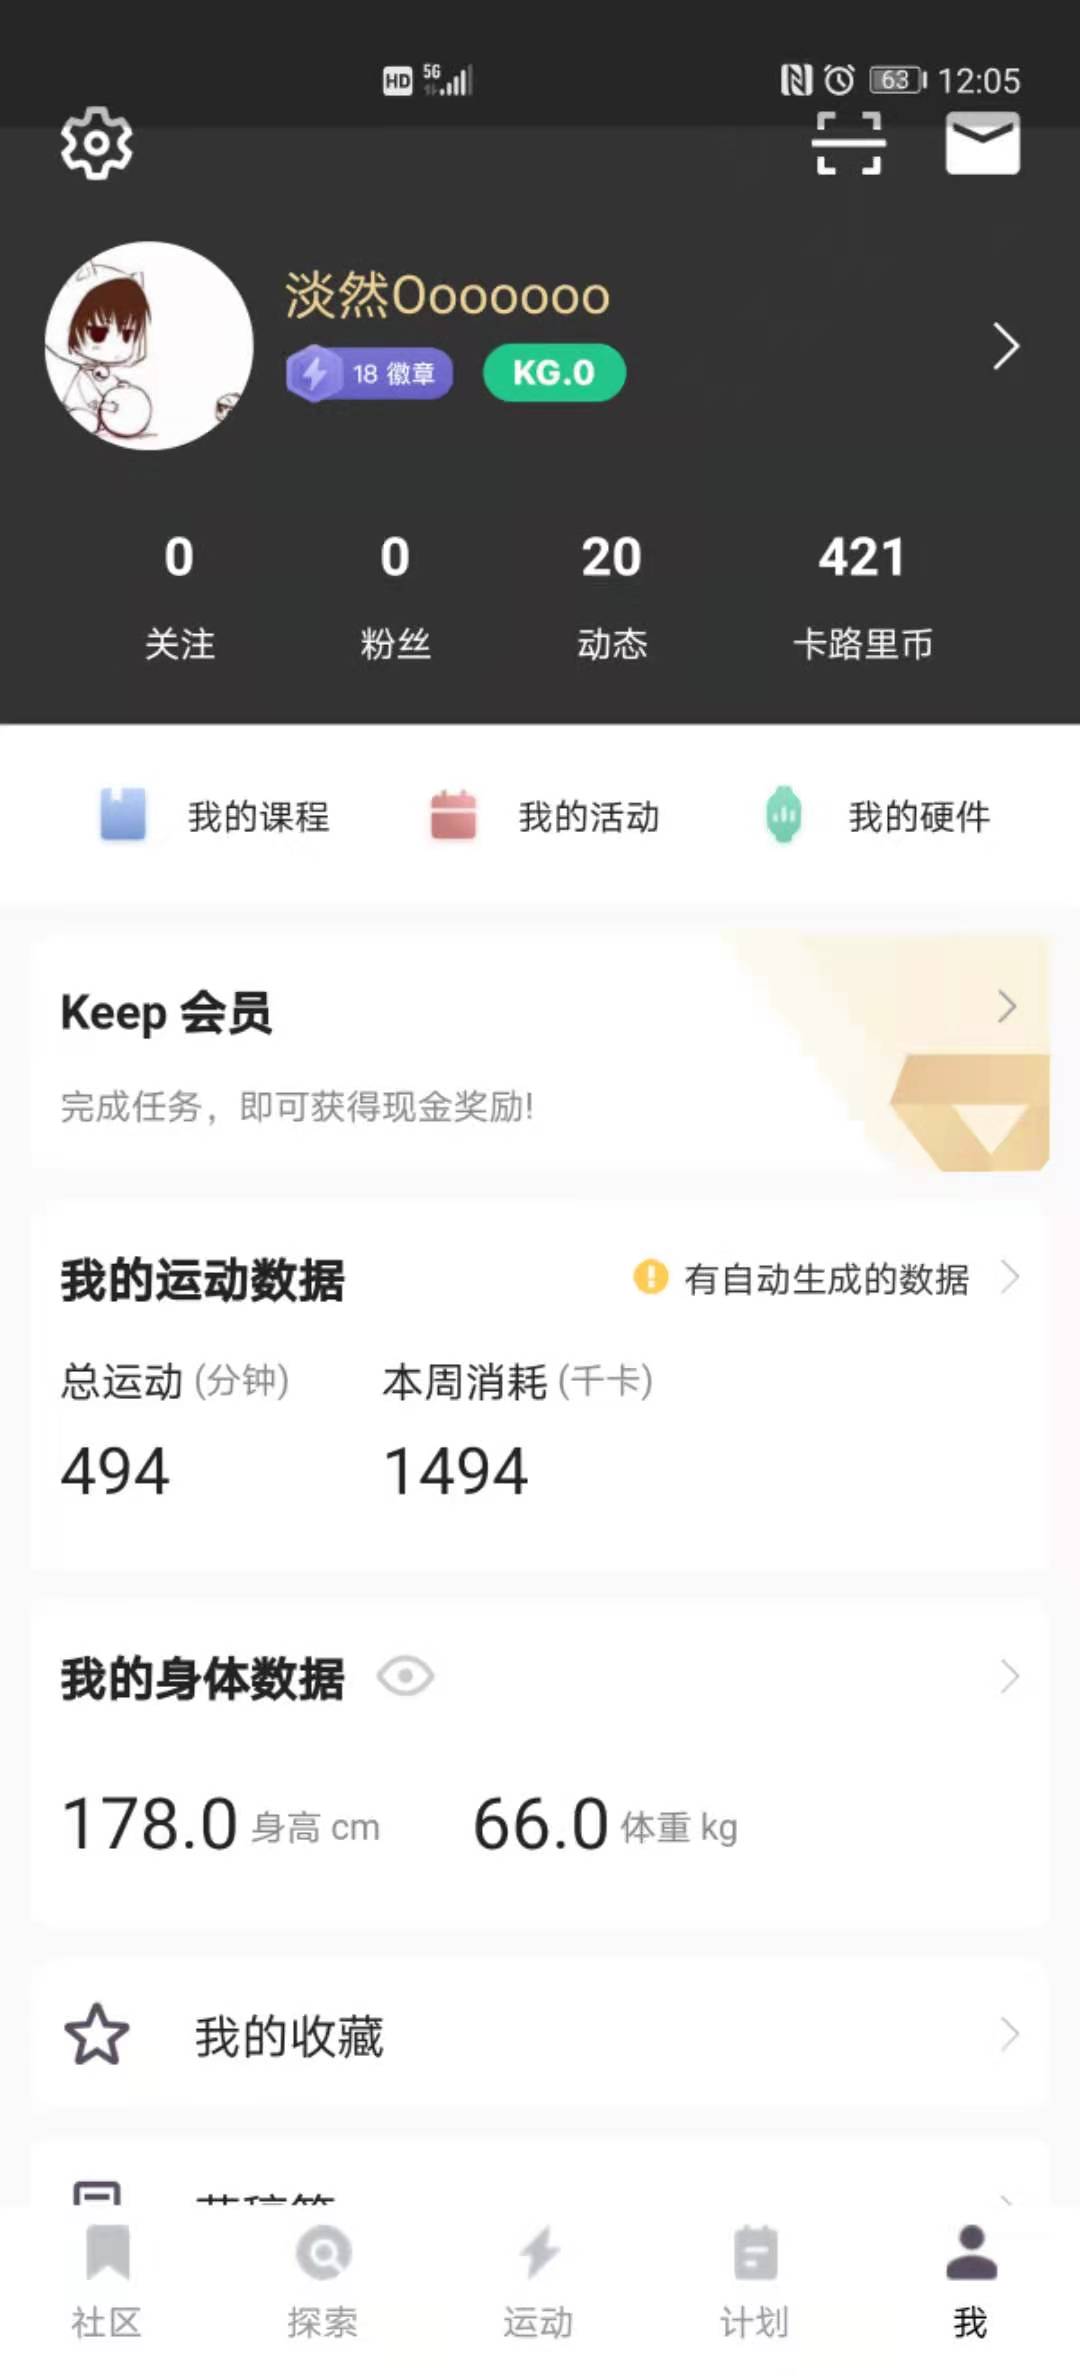 HD 5G 63 12:05
淡然Ooooooo
18 徽章 KG.0
0 0 20 421
关注 粉丝 动态 卡路里币
我的课程 我的活动 我的硬件
Keep 会员
完成任务，即可获得现金奖励!
我的运动数据 有自动生成的数据
总运动 (分钟) 本周消耗 (千卡)
494 1494
我的身体数据
178.0 身高 cm 66.0 体重 kg
我的收藏
社区 探索 运动 计划 我